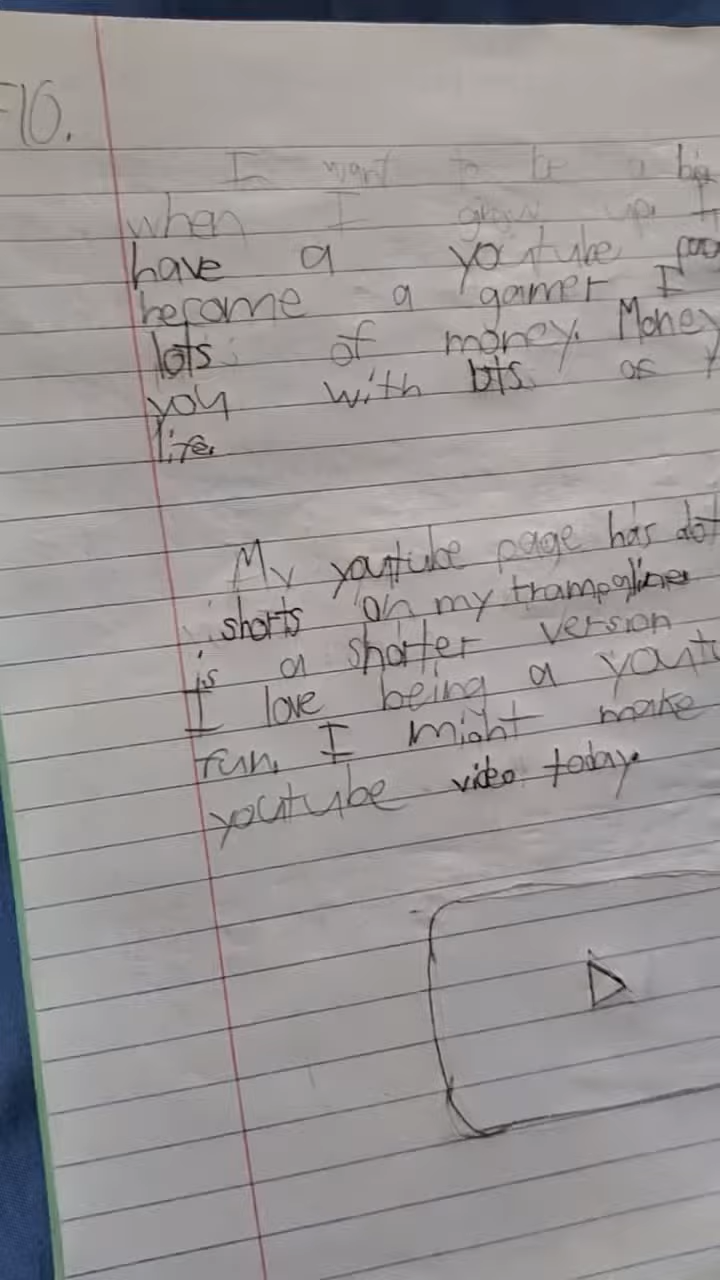 F10.
I want to be a big
when I grow up. I
have a youtube
become a gamer I
lots of money. Money
you with lots of
life.
My youtube page has
shorts on my trampoline
is a shorter version
I love being a
fun. I might make
youtube video today.